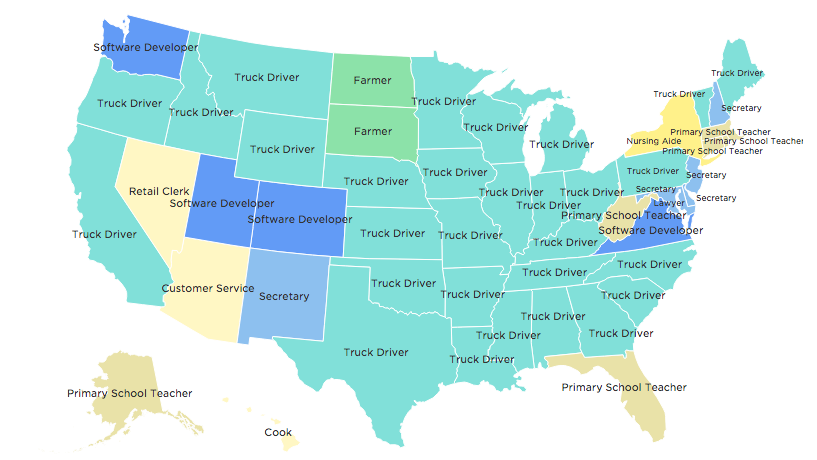 Software Developer
Truck Driver
Truck Driver
Farmer
Truck Driver
Truck Driver
Truck Driver
Truck Driver
Secretary
Truck Driver
Farmer
Truck Driver
Primary School Teacher
Nursing Aide
Primary School Teacher
Truck Driver
Truck Driver
Primary School Teacher
Truck Driver
Truck Driver
Secretary
Truck Driver
Retail Clerk
Truck Driver
Truck Driver
Secretary
Secretary
Software Developer
Truck Driver
Lawyer
Software Developer
Primary School Teacher
Truck Driver
Truck Driver
Truck Driver
Software Developer
Truck Driver
Truck Driver
Truck Driver
Truck Driver
Customer Service
Secretary
Truck Driver
Truck Driver
Truck Driver
Truck Driver
Truck Driver
Truck Driver
Truck Driver
Truck Driver
Primary School Teacher
Primary School Teacher
Cook